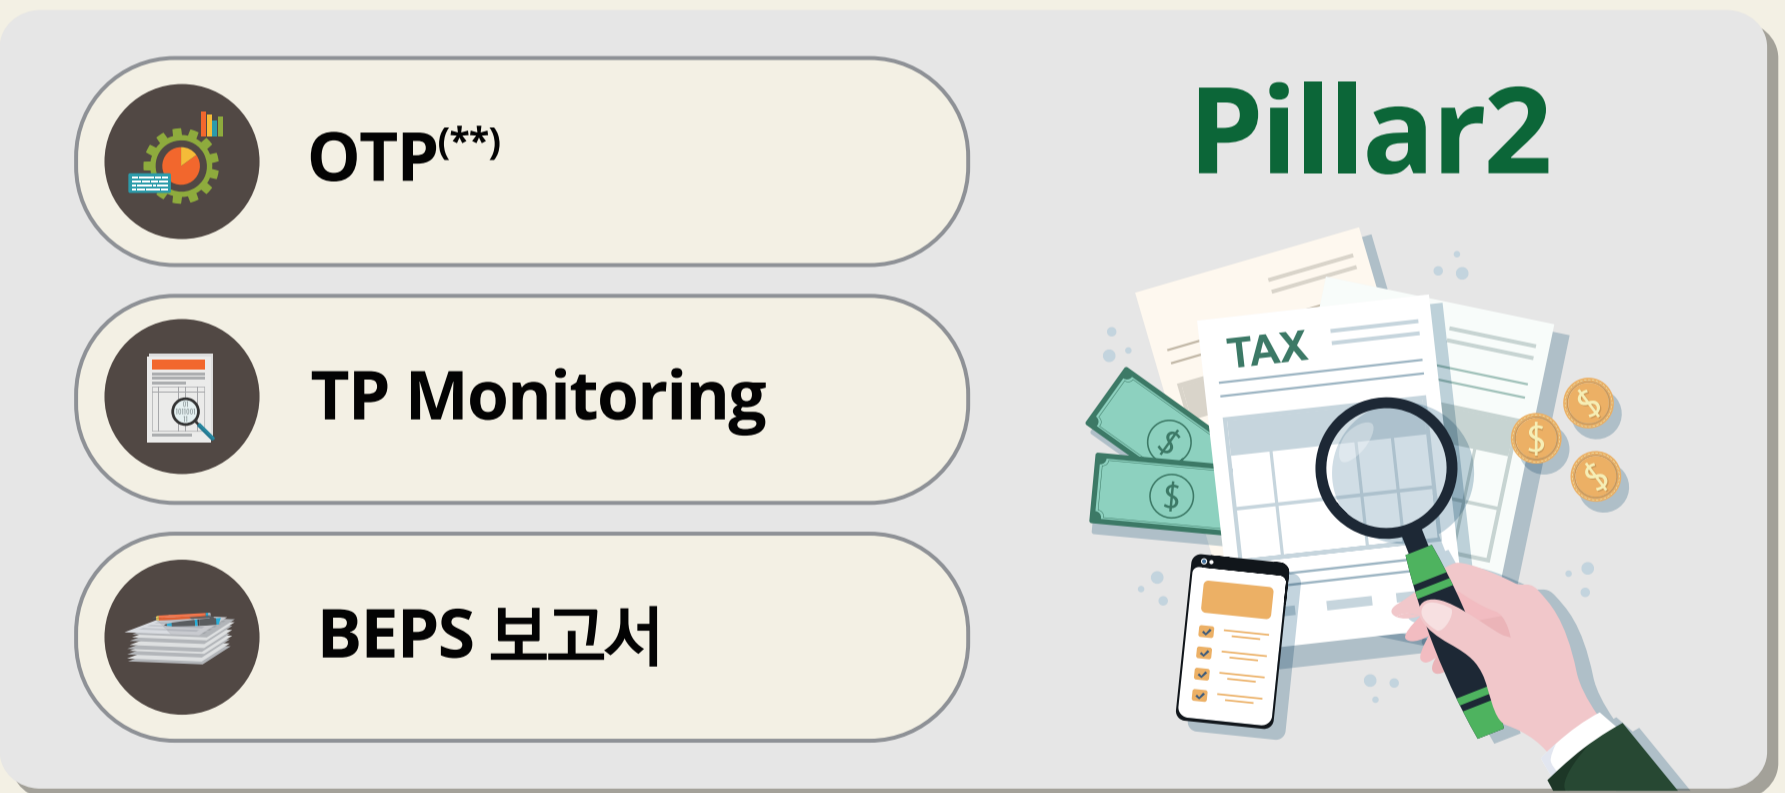 OTP(**)
TP Monitoring
BEPS 보고서
Pillar2
TAX